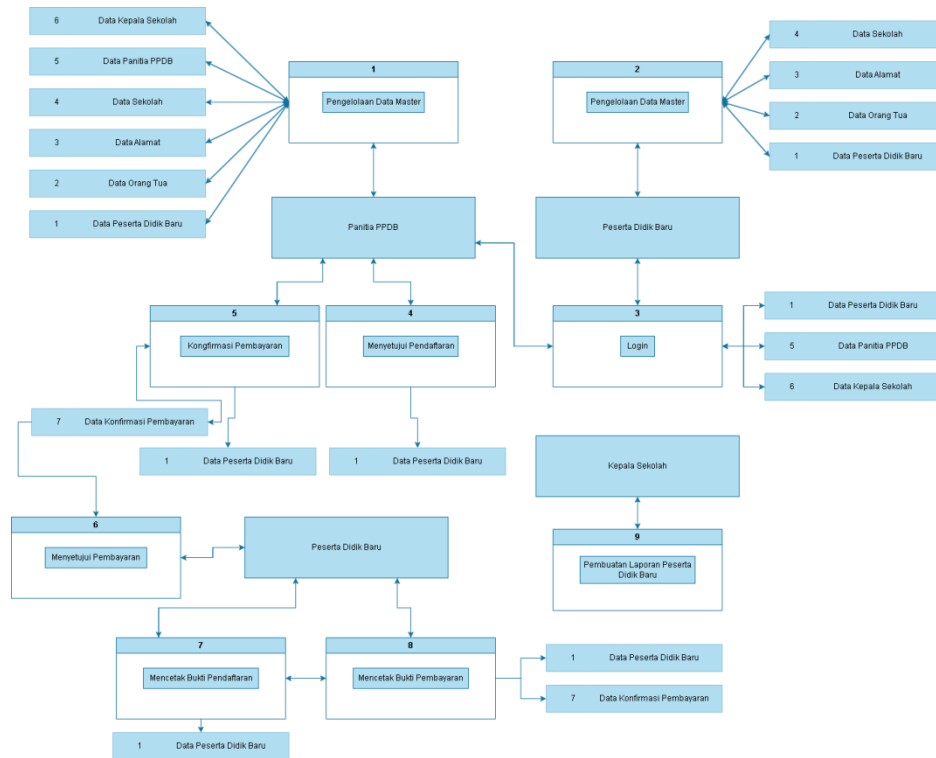 6 Data Kepala Sekolah
5 Data Panitia PPDB
4 Data Sekolah
3 Data Alamat
2 Data Orang Tua
1 Data Peserta Didik Baru
1
Pengelolaan Data Master
2
Pengelolaan Data Master
4 Data Sekolah
3 Data Alamat
2 Data Orang Tua
1 Data Peserta Didik Baru
Panitia PPDB
Peserta Didik Baru
5
Kongfirmasi Pembayaran
4
Menyetujui Pendaftaran
3
Login
1 Data Peserta Didik Baru
5 Data Panitia PPDB
6 Data Kepala Sekolah
7 Data Konfirmasi Pembayaran
1 Data Peserta Didik Baru
1 Data Peserta Didik Baru
Kepala Sekolah
6
Menyetujui Pembayaran
Peserta Didik Baru
9
Pembuatan Laporan Peserta
Didik Baru
7
Mencetak Bukti Pendaftaran
8
Mencetak Bukti Pembayaran
1 Data Peserta Didik Baru
7 Data Konfirmasi Pembayaran
1 Data Peserta Didik Baru